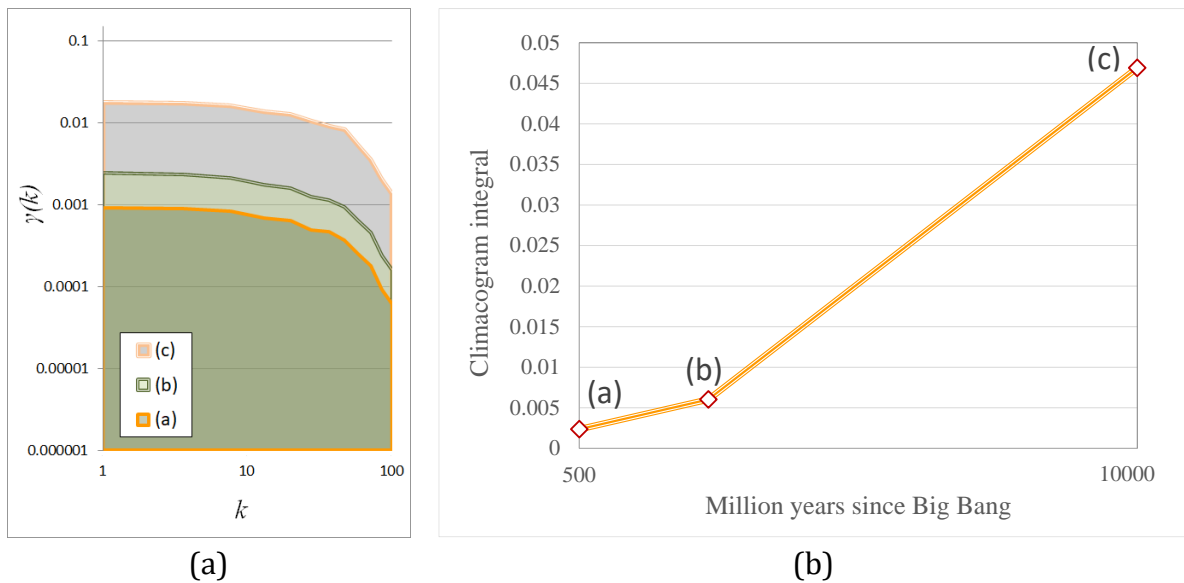 0.1
0.01
0.001
0.0001
0.00001
0.000001
γ(k)
(c)
(b)
(a)
1 10 100
k
(a)
0.05
0.045
0.04
0.035
0.03
0.025
0.02
0.015
0.01
0.005
0
Climacogram integral
(a)
(b)
(c)
500 10000
Million years since Big Bang
(b)